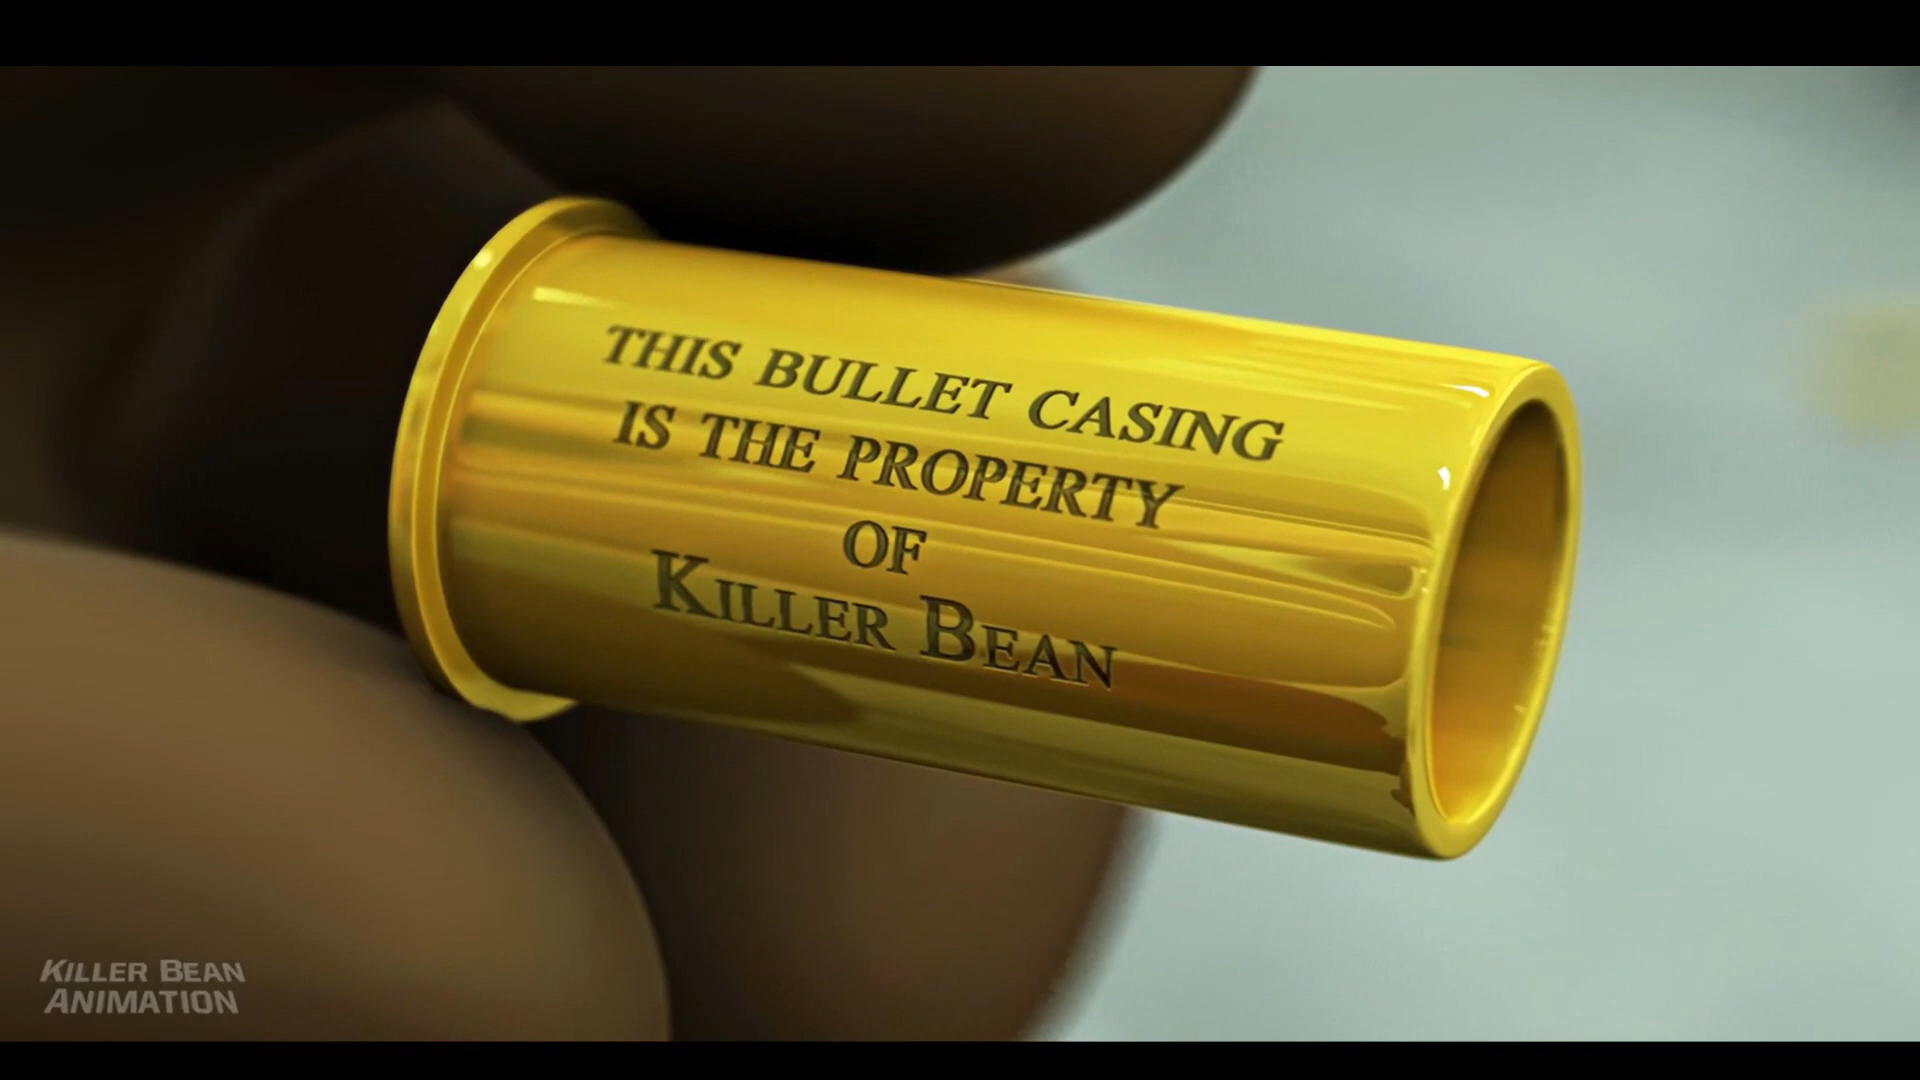 THIS BULLET CASING
IS THE PROPERTY
OF
KILLER BEAN
KILLER BEAN
ANIMATION